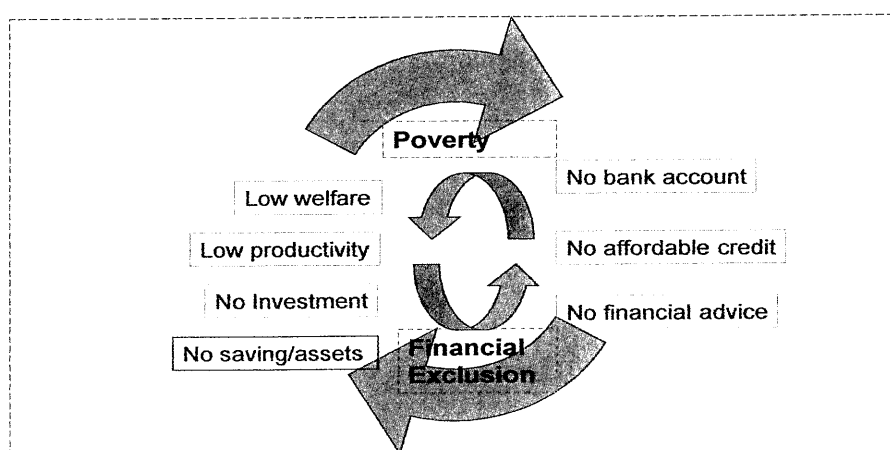 Poverty
No bank account
Low welfare
Low productivity
No affordable credit
No Investment
No financial advice
No saving/assets
Financial
Exclusion